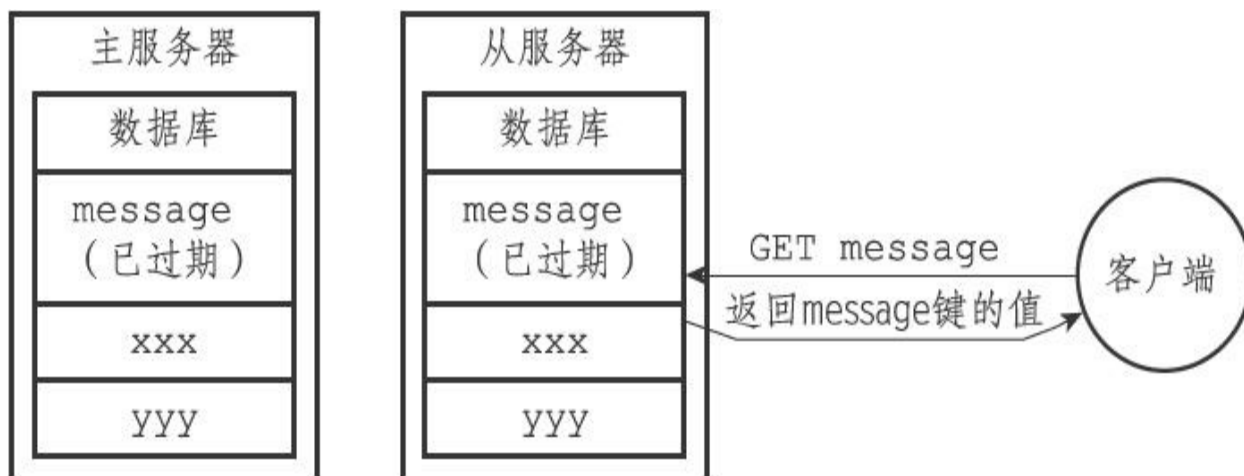 主服务器
数据库
message
（已过期）
xxx
yyy
从服务器
数据库
message
（已过期）
xxx
yyy
GET message
返回message键的值
客户端